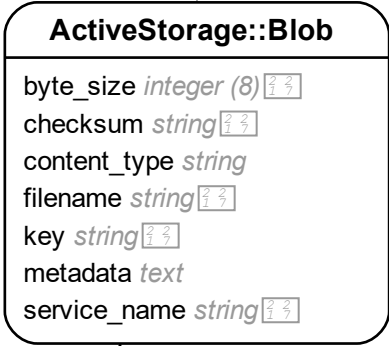 ActiveStorage::Blob
byte_size integer (8)
checksum string
content_type string
filename string
key string
metadata text
service_name string